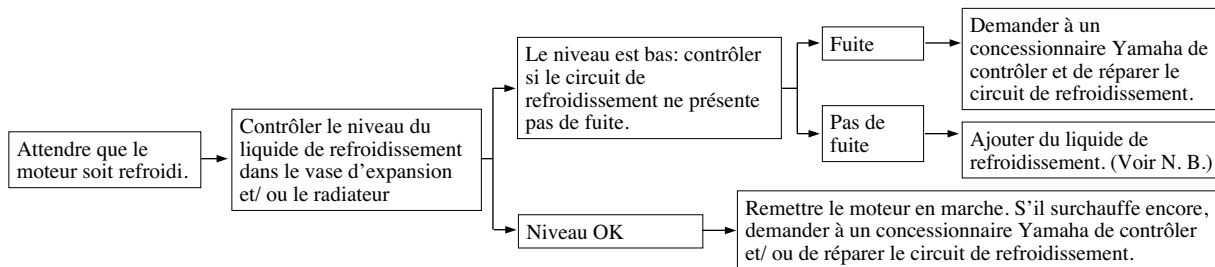 Attendre que le
moteur soit refroidi.
Contrôler le niveau du
liquide de refroidissement
dans le vase d’expansion
et/ ou le radiateur
Le niveau est bas: contrôler
si le circuit de
refroidissement ne présente
pas de fuite.
Fuite
Demander à un
concessionnaire Yamaha de
contrôler et de réparer le
circuit de refroidissement.
Pas de
fuite
Ajouter du liquide de
refroidissement. (Voir N. B.)
Niveau OK
Remettre le moteur en marche. S’il surchauffe encore,
demander à un concessionnaire Yamaha de contrôler
et/ ou de réparer le circuit de refroidissement.